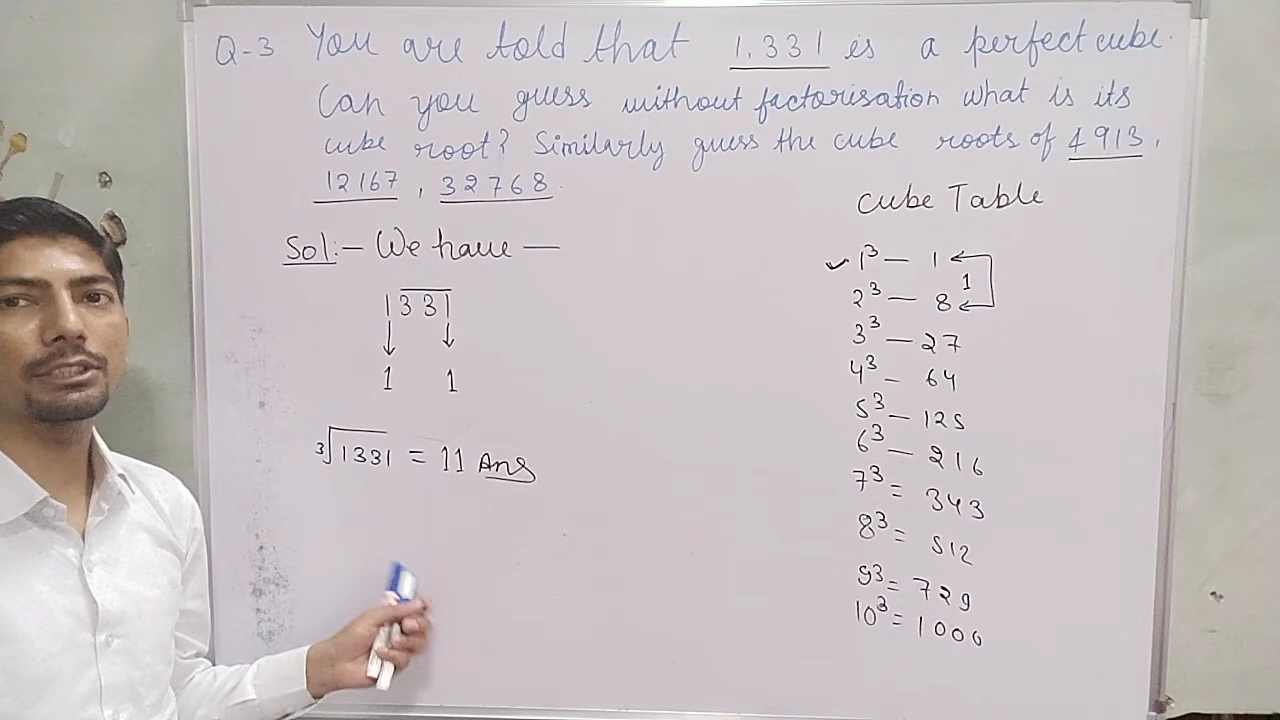 Q-3 You are told that 1.331 is a perfect cube.
Can you guess without factorisation what is its
cube root? Similarly guess the cube roots of 4913,
12167, 32768.
Cube Table
Sol:- We have —
1331
1 1
3√1331 = 11 Ans
1³ — 1
1
2³ — 8
3³ — 27
4³ - 64
5³ - 125
6³ — 216
7³ = 343
8³ = 512
9³ = 729
10³ = 1000